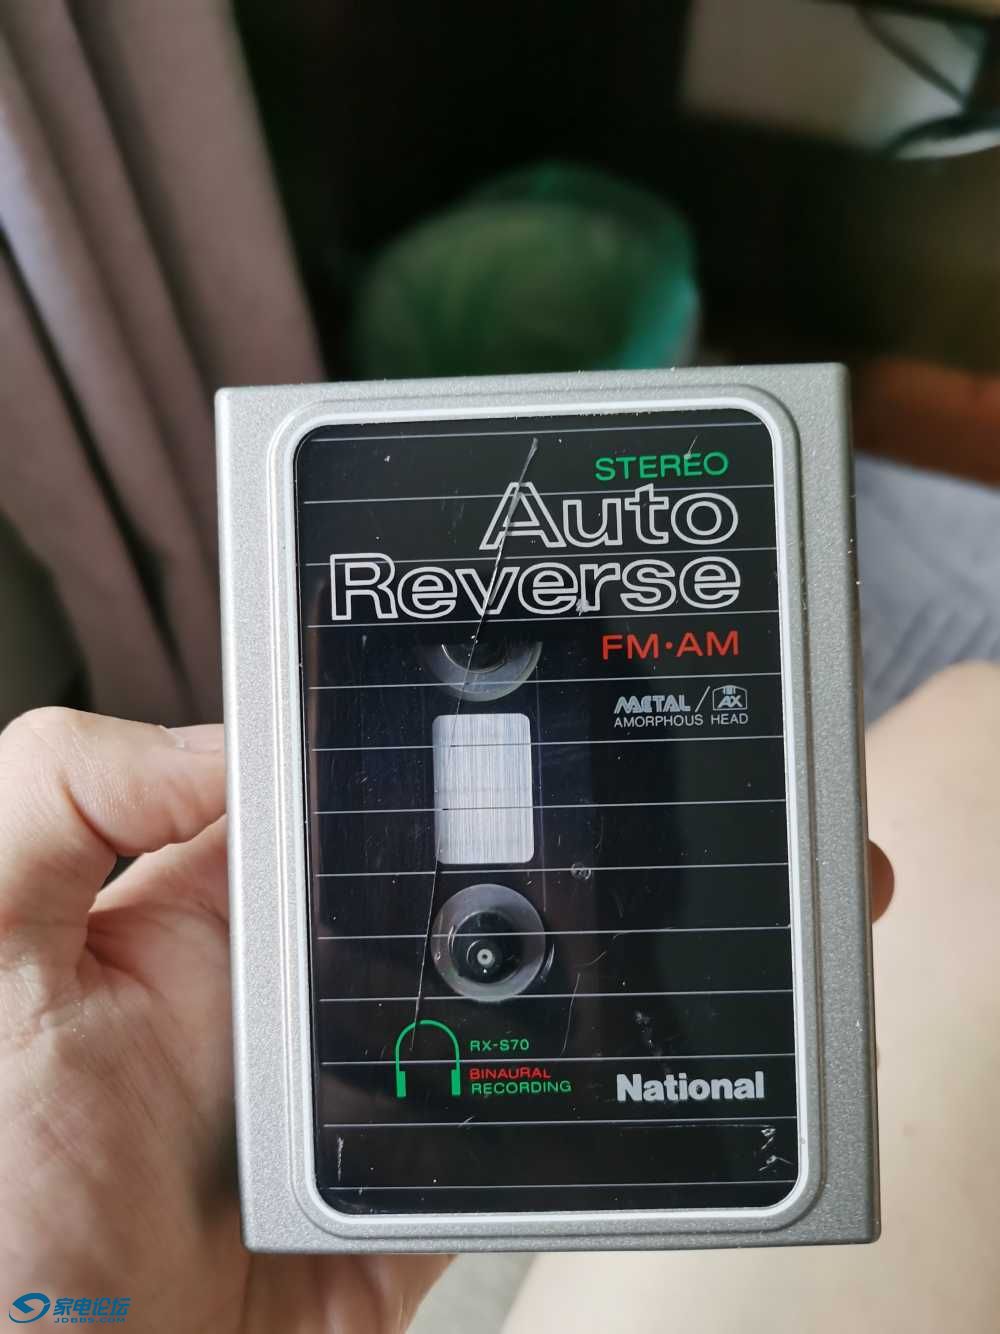 STEREO
Auto
Reverse
FM•AM
METAL / AX
AMORPHOUS HEAD
RX-S70
BINAURAL
RECORDING
National
家电论坛
JDBBS.COM